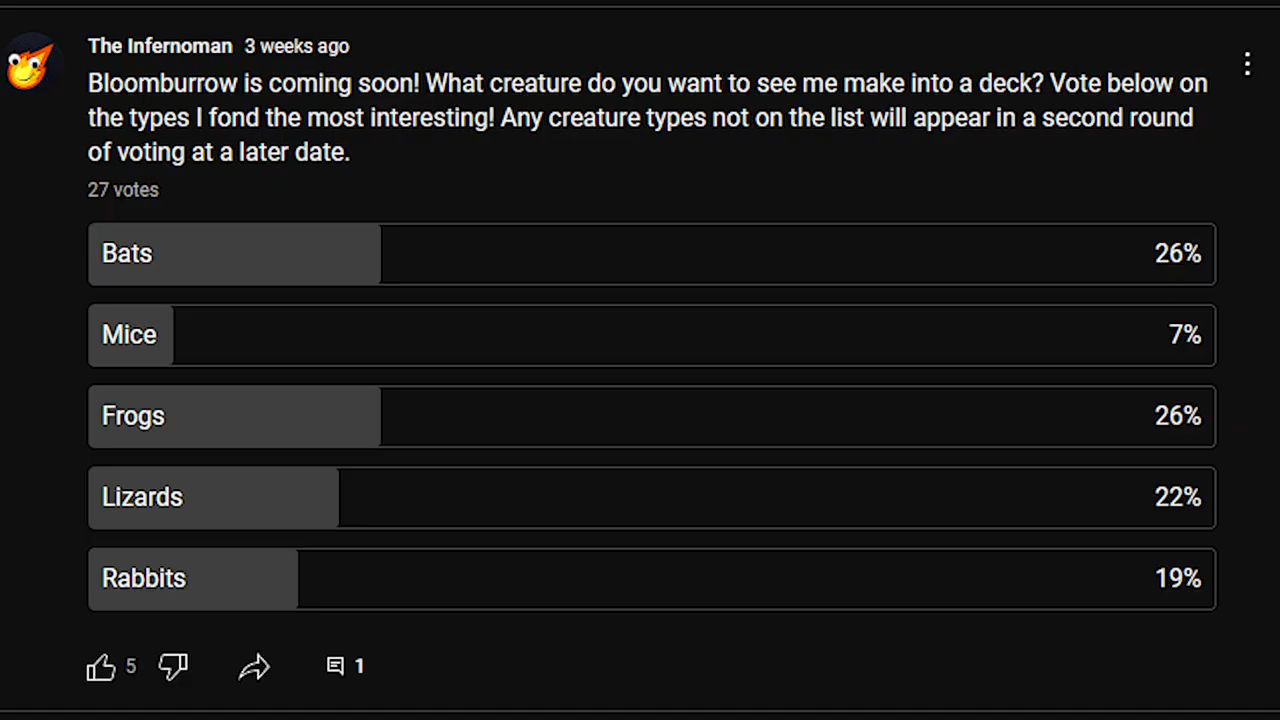 The Infernoman 3 weeks ago
Bloomburrow is coming soon! What creature do you want to see me make into a deck? Vote below on
the types I fond the most interesting! Any creature types not on the list will appear in a second round
of voting at a later date.
27 votes
Bats 26%
Mice 7%
Frogs 26%
Lizards 22%
Rabbits 19%
5 1